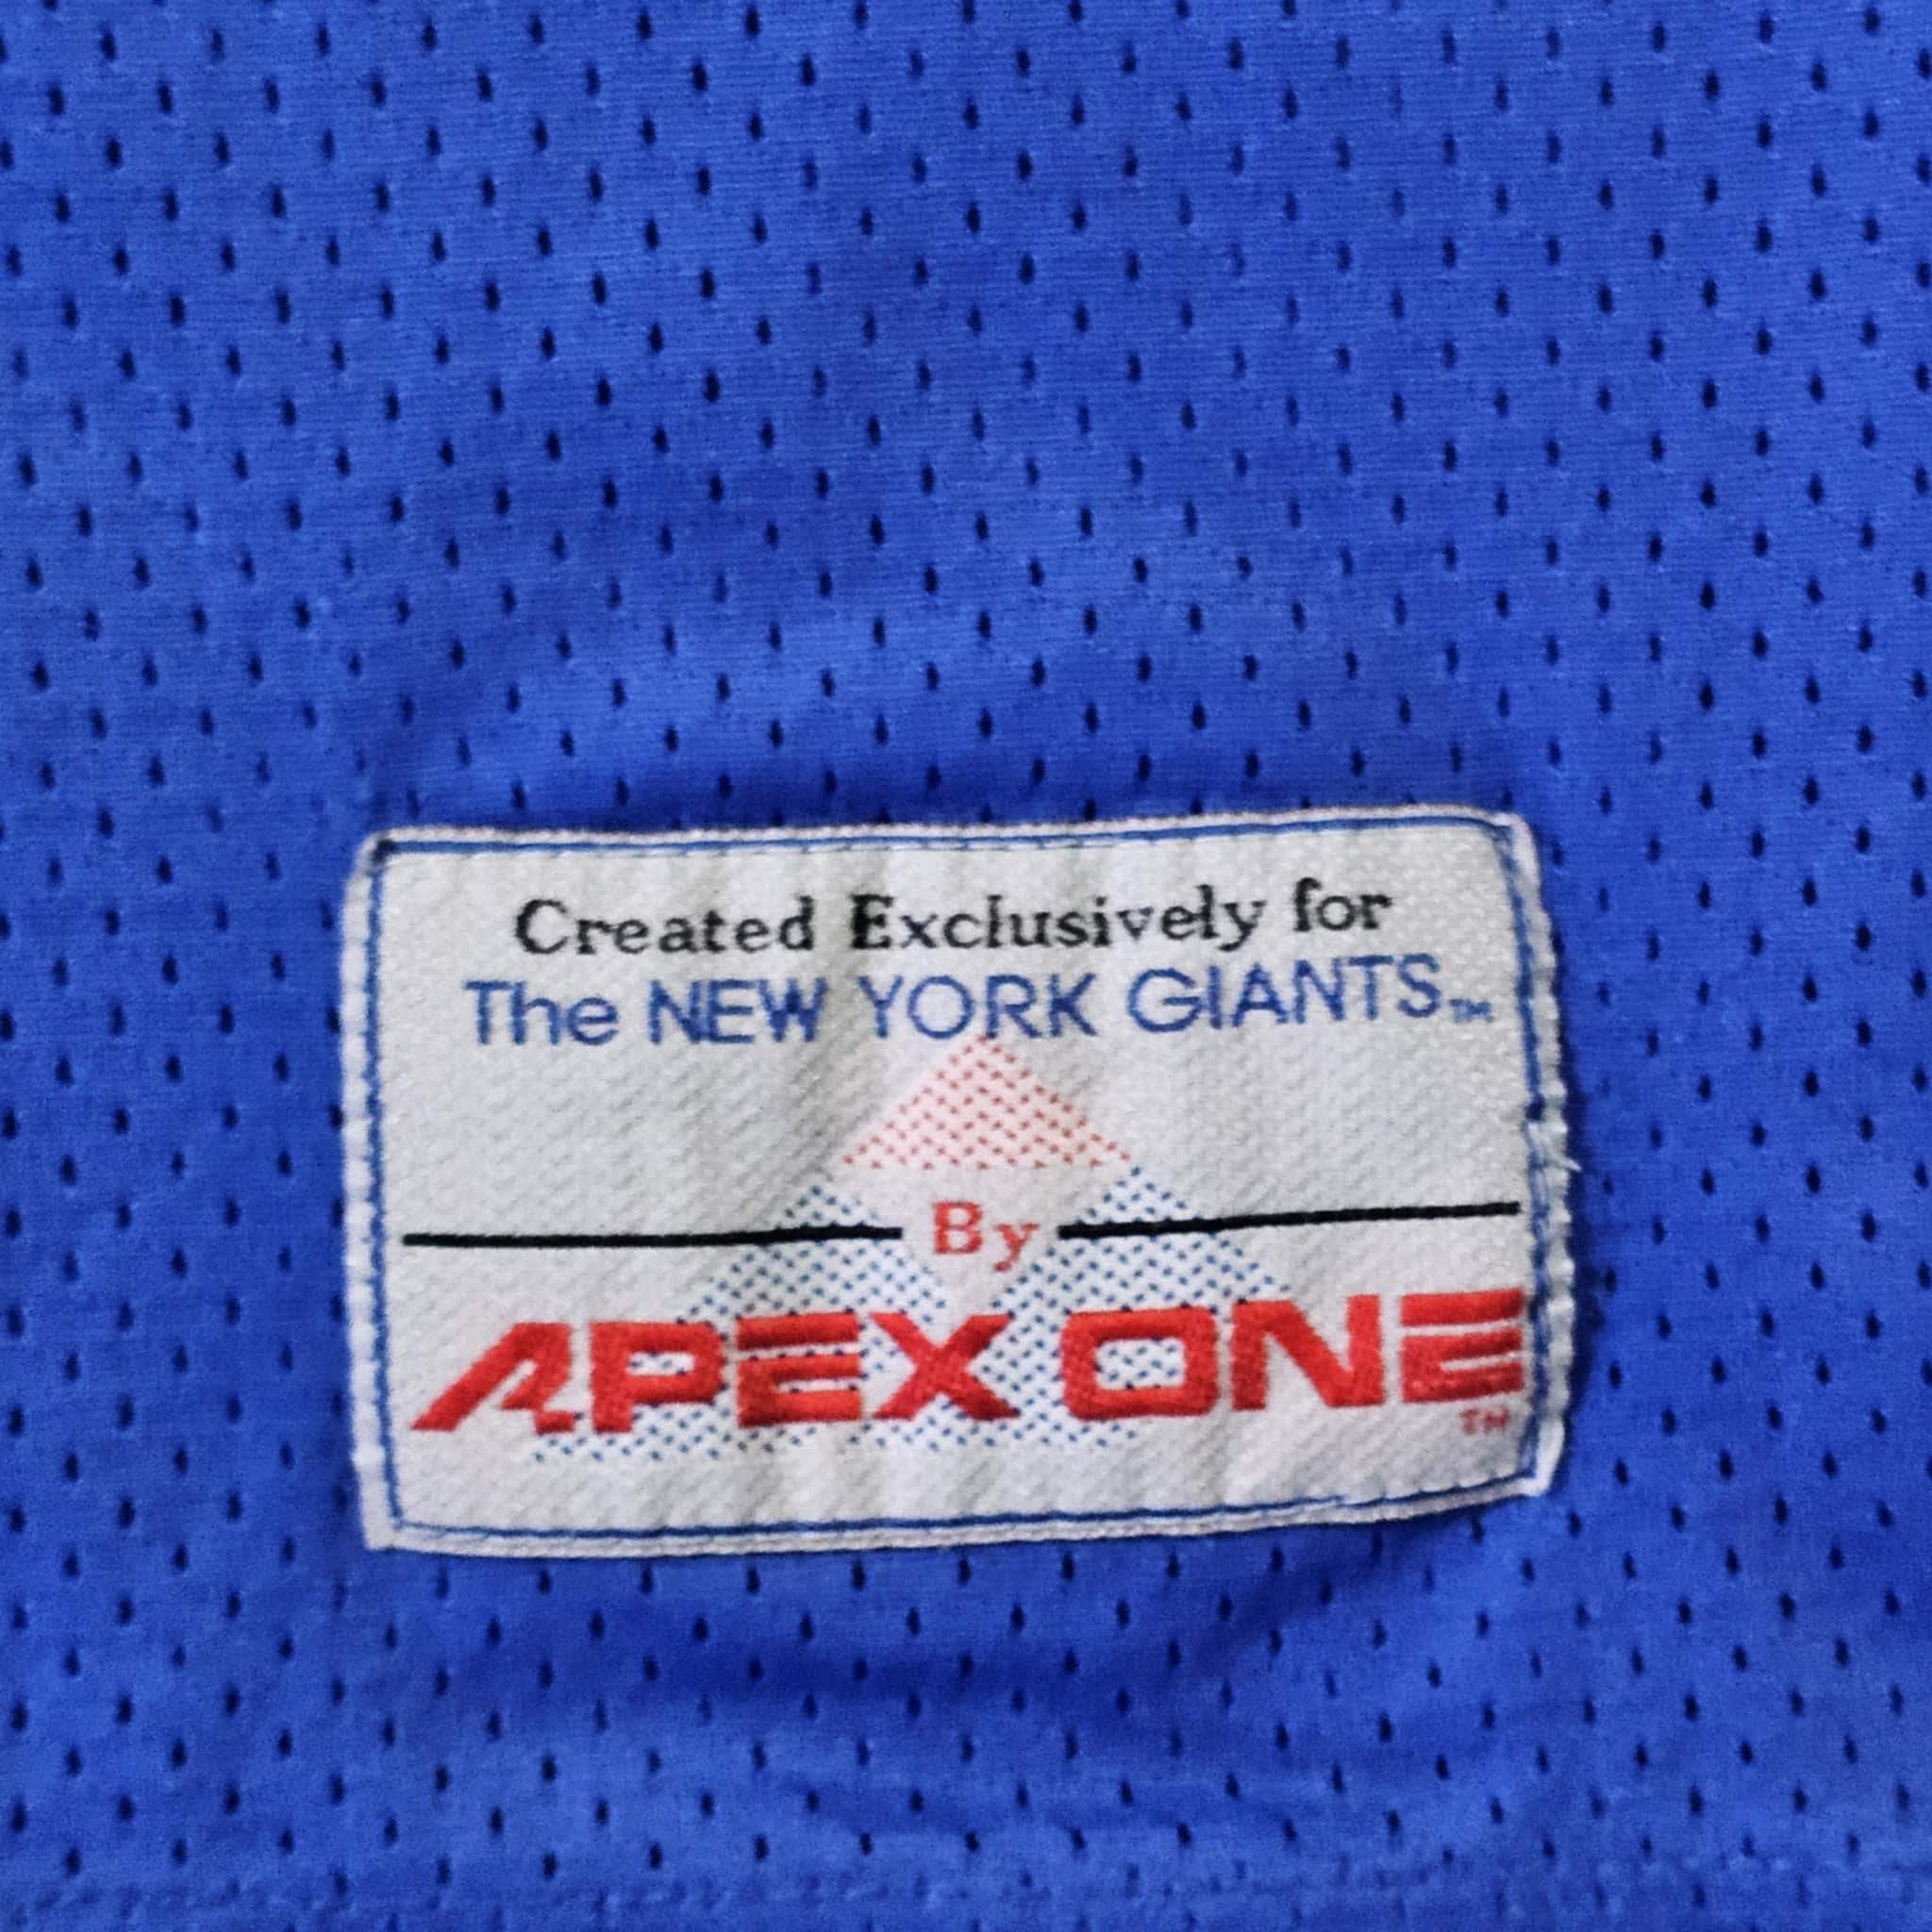 Created Exclusively for
The NEW YORK GIANTS™
By
APEX ONE
TM